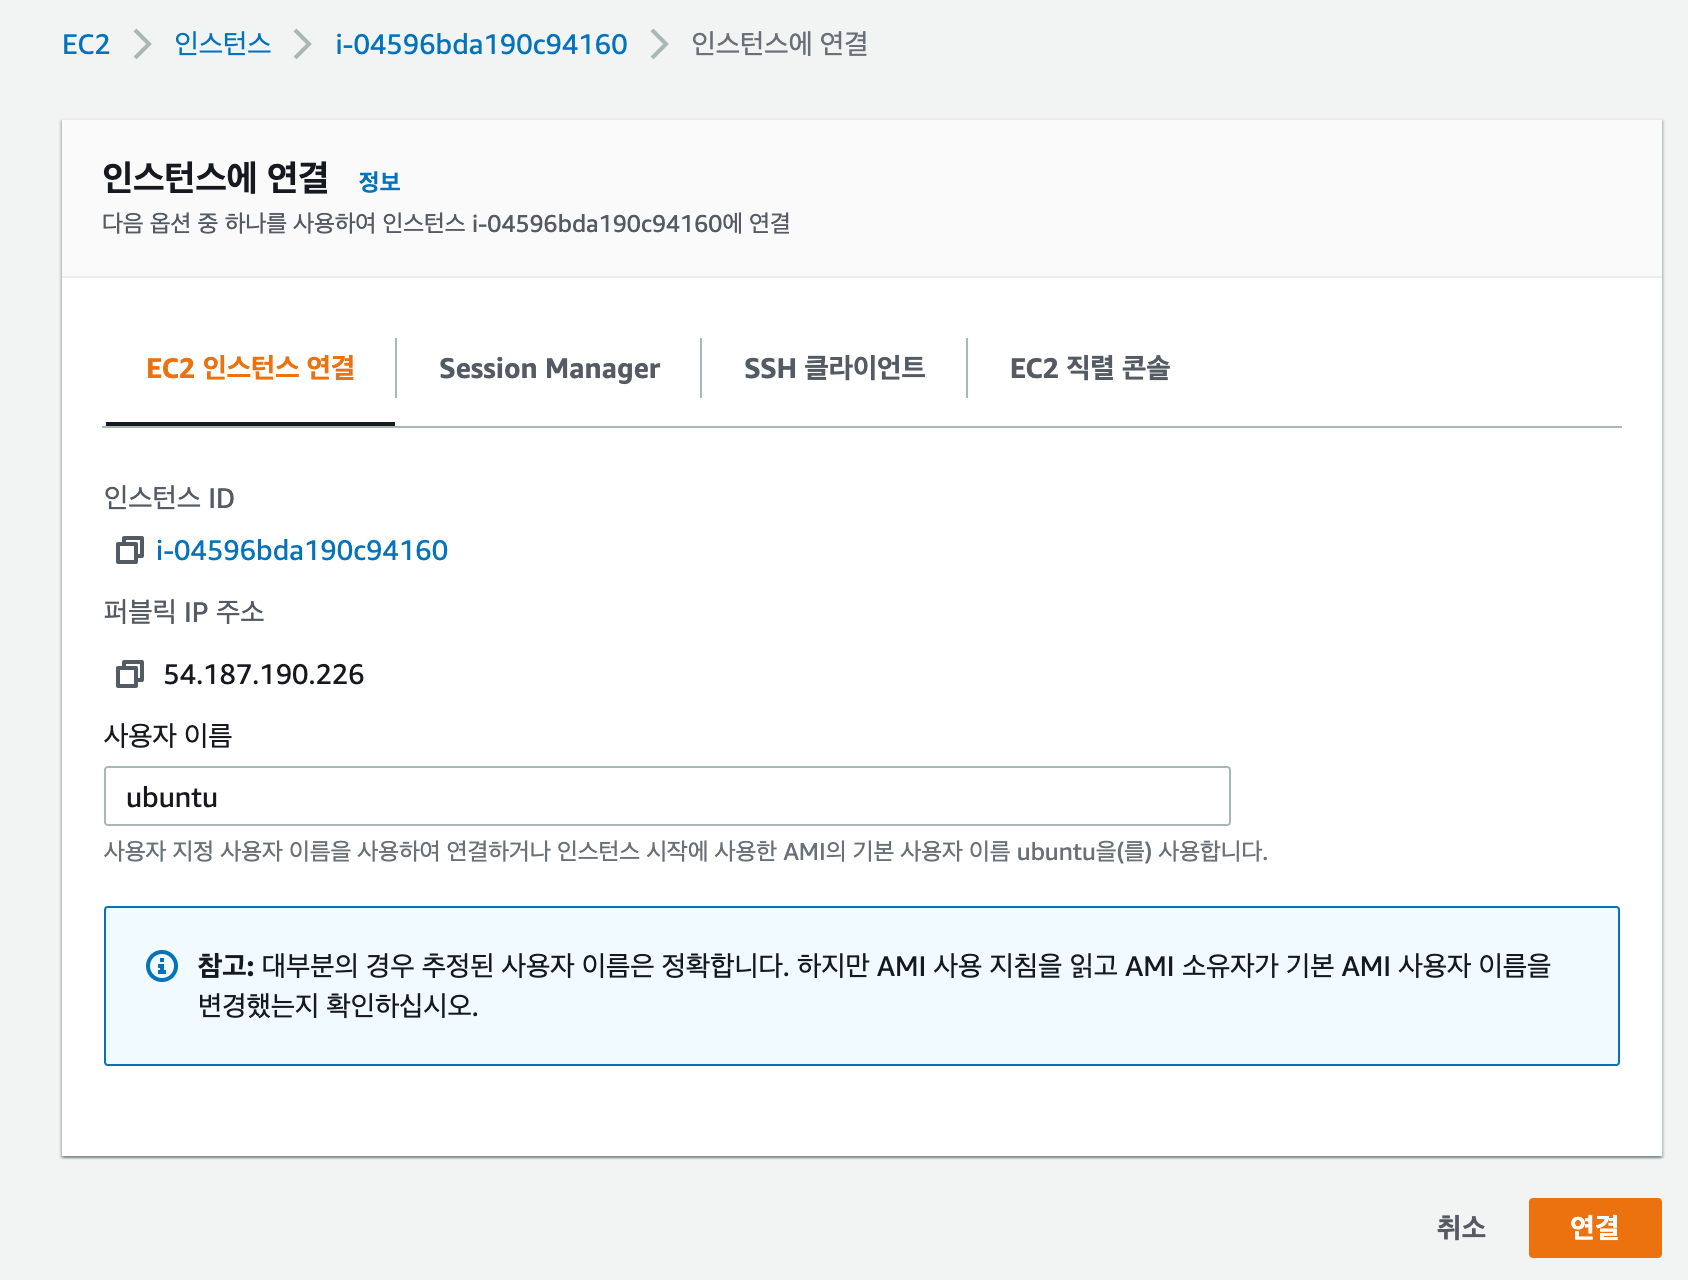 EC2 인스턴스 i-04596bda190c94160 인스턴스에 연결
인스턴스에 연결 정보
다음 옵션 중 하나를 사용하여 인스턴스 i-04596bda190c94160에 연결
EC2 인스턴스 연결 Session Manager SSH 클라이언트 EC2 직렬 콘솔
인스턴스 ID
i-04596bda190c94160
퍼블릭 IP 주소
54.187.190.226
사용자 이름
ubuntu
사용자 지정 사용자 이름을 사용하여 연결하거나 인스턴스 시작에 사용한 AMI의 기본 사용자 이름 ubuntu을(를) 사용합니다.
참고: 대부분의 경우 추정된 사용자 이름은 정확합니다. 하지만 AMI 사용 지침을 읽고 AMI 소유자가 기본 AMI 사용자 이름을
변경했는지 확인하십시오.
취소 연결